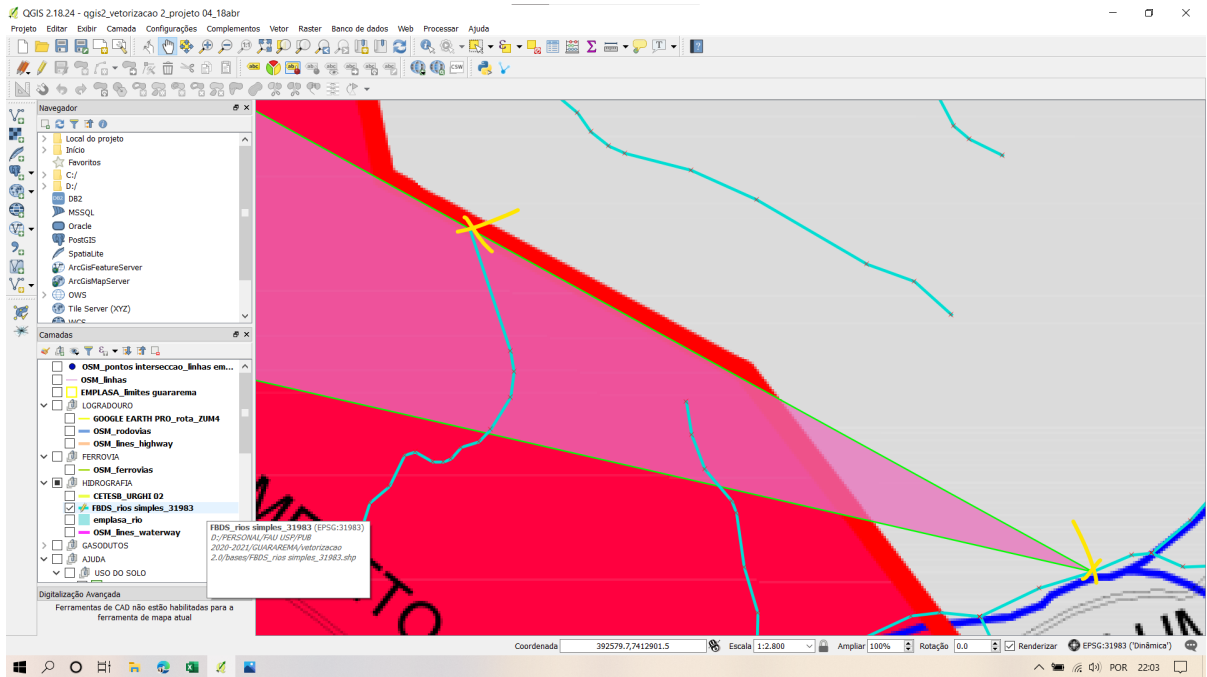 QGIS 2.18.24 - qgis2_vetorizacao 2_projeto 04_18abr
Projeto Editar Exibir Camada Configurações Complementos Vetor Raster Banco de dados Web Processar Ajuda
Navegador
Local do projeto
Início
Favoritos
C:/
D:/
DB2
MSSQL
Oracle
PostGIS
SpatiaLite
ArcGisFeatureServer
ArcGisMapServer
OWS
Tile Server (XYZ)
WCS
Camadas
OSM_pontos interseccao_linhas em...
OSM_linhas
EMPLASA_limites guararema
LOGRADOURO
GOOGLE EARTH PRO_rota_ZUM4
OSM_rodovias
OSM_lines_highway
FERROVIA
OSM_ferrovias
HIDROGRAFIA
CETESB_URGHI 02
FBDS_rios simples_31983
emplasa_rio
OSM_lines_waterway
GASODUTOS
AJUDA
USO DO SOLO
FBDS_rios simples_31983 (EPSG:31983)
D:/PERSONAL/FAU USP/PUB
2020-2021/GUARAREMA/vetorizacao
2.0/bases/FBDS_rios simples_31983.shp
Digitalização Avançada
Ferramentas de CAD não estão habilitadas para a
ferramenta de mapa atual
Coordenada 392579.7,7412901.5 Escala 1:2.800 Ampliar 100% Rotação 0.0 Renderizar EPSG:31983 ('Dinâmica')
POR 22:03